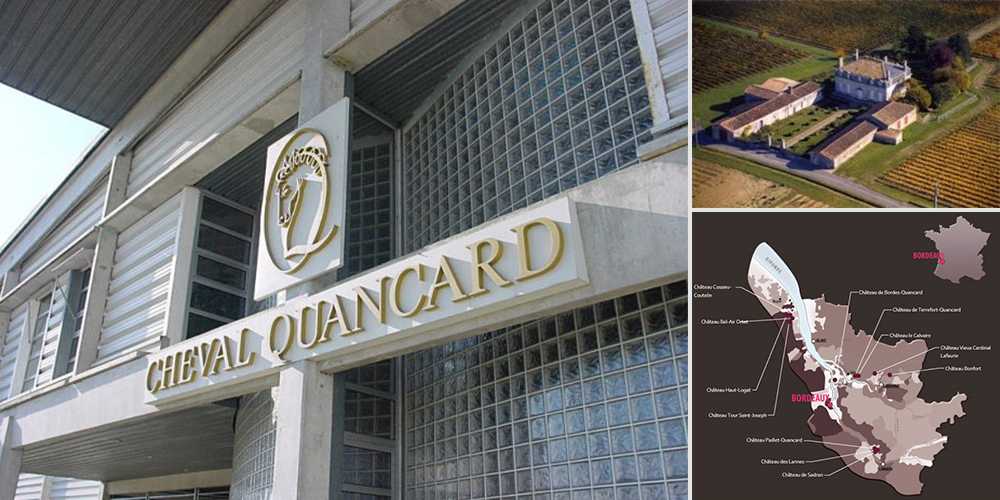 CHEVAL QUANCARD
BORDEAUX
GIRONDE
Château Cossieu-
Coutelin
Château Bel-Air Ortet
Château Haut-Logat
Château Tour Saint-Joseph
BORDEAUX
Château de Bordes-Quancard
Château de Terrefort-Quancard
Château le Calvaire
Château Vieux Cardinal
Lafaurie
Château Bonfort
Château Paillet-Quancard
Château des Lannes
Château de Sadran